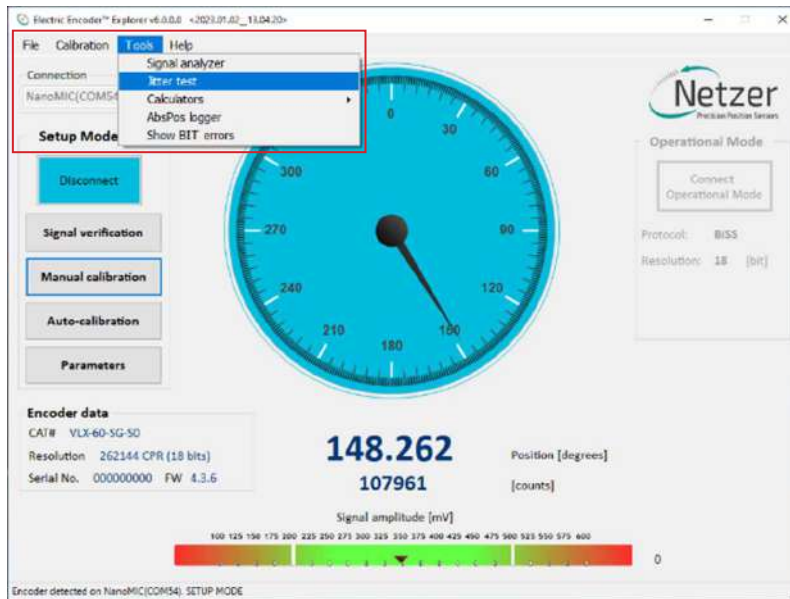 Electric Encoder™ Explorer v6.0.0.0 <2023.01.02__13.04.20>
File Calibration Tools Help
Signal analyzer
Jitter test
Calculators
AbsPos logger
Show BIT errors
Connection
NanoMIC(COM54
Setup Mode
Disconnect
Signal verification
Manual calibration
Auto-calibration
Parameters
0
30
60
90
120
150
180
210
240
270
300
Netzer
Precision Position Sensors
Operational Mode
Connect
Operational Mode
Protocol: BiSS
Resolution: 18 [bit]
Encoder data
CAT# VLX-60-SG-S0
Resolution 262144 CPR (18 bits)
Serial No. 000000000 FW 4.3.6
148.262 Position [degrees]
107961 [counts]
Signal amplitude [mV]
100 125 150 175 200 225 250 275 300 325 350 375 400 425 450 475 500 525 550 575 600
0
Encoder detected on NanoMIC(COM54). SETUP MODE